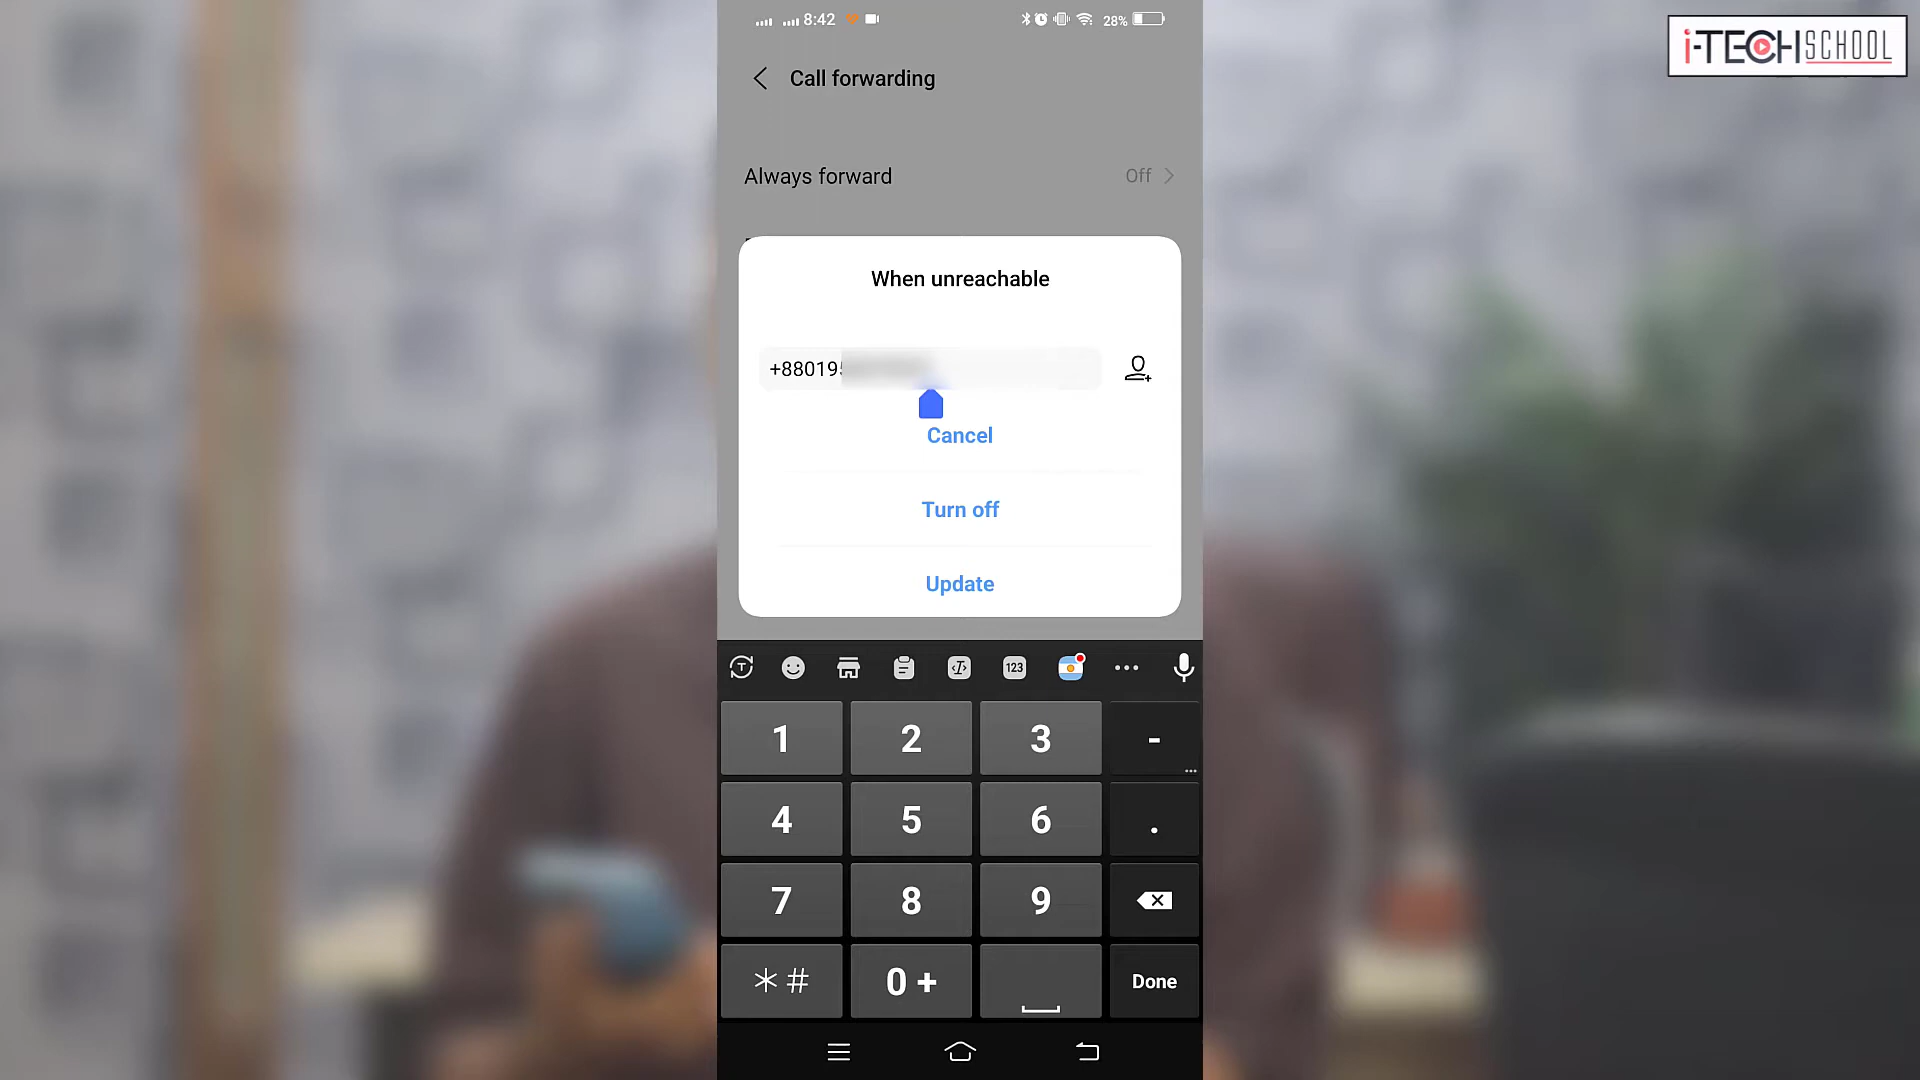 8:42
28%
i-TECH SCHOOL
Call forwarding
Always forward
Off
When unreachable
+88019
Cancel
Turn off
Update
123
1 2 3 -
4 5 6 .
7 8 9
* # 0 +
Done